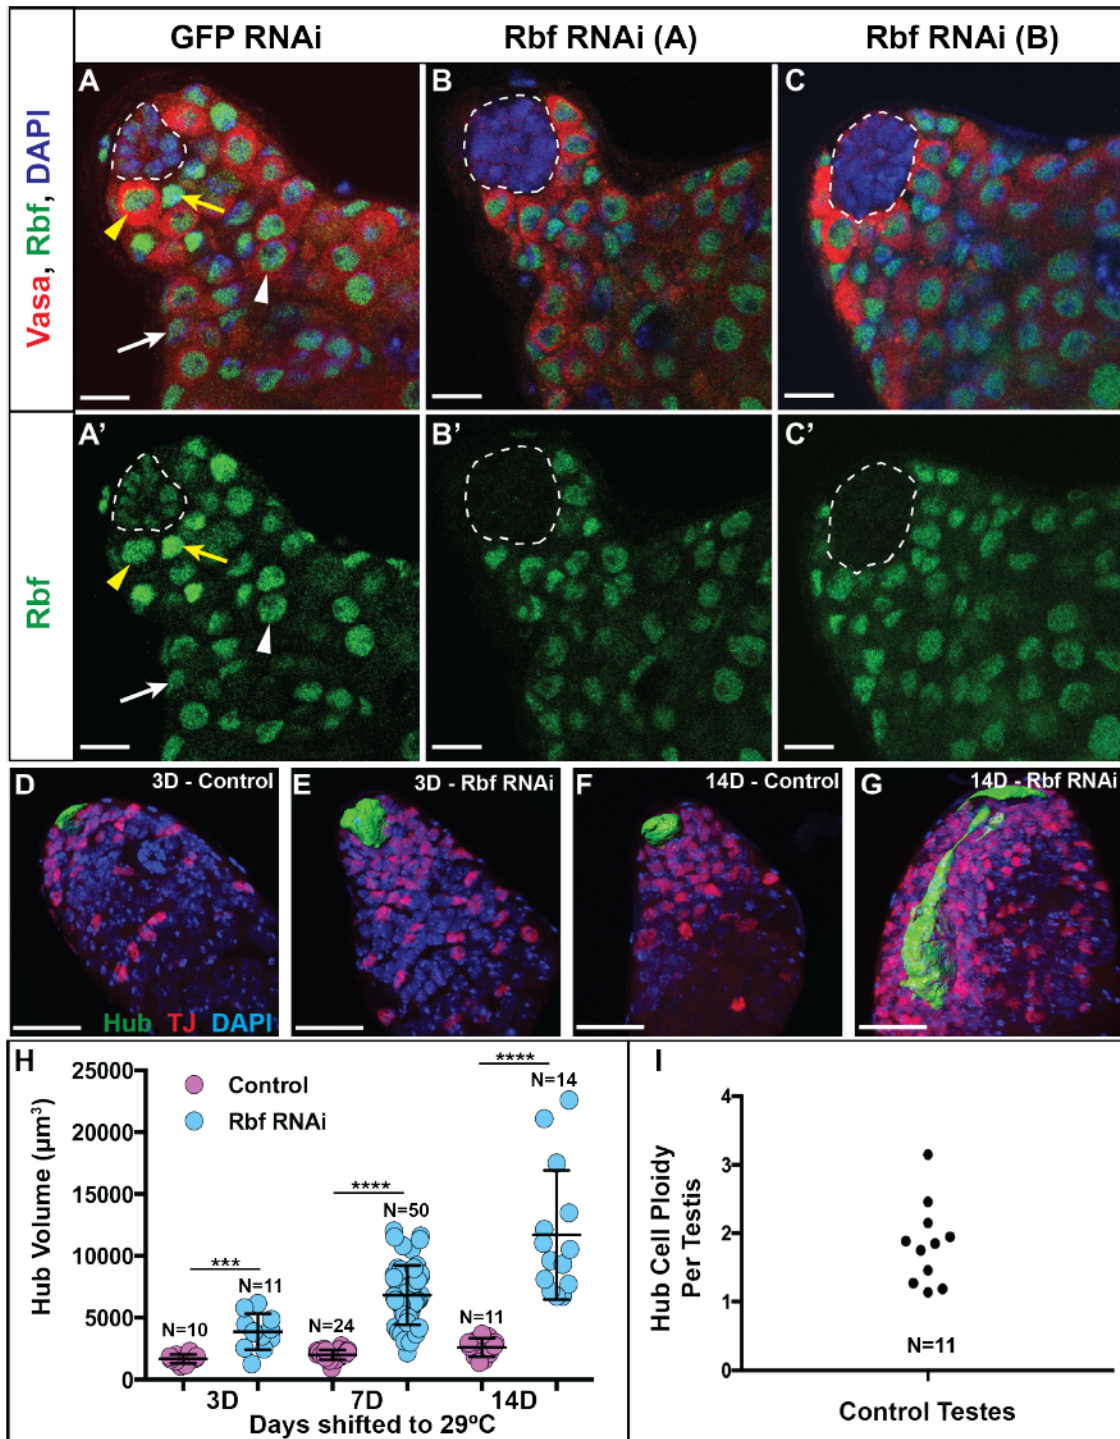 GFP RNAi
Rbf RNAi (A)
Rbf RNAi (B)
Vasa, Rbf, DAPI
A
B
C
Rbf
A'
B'
C'
D
3D - Control
Hub TJ DAPI
E
3D - Rbf RNAi
F
14D - Control
G
14D - Rbf RNAi
H
Hub Volume (µm³)
25000
20000
15000
10000
5000
0
Control
Rbf RNAi
***
N=10
N=11
****
N=24
N=50
****
N=11
N=14
3D
7D
14D
Days shifted to 29ºC
I
Hub Cell Ploidy
Per Testis
4
3
2
1
0
N=11
Control Testes